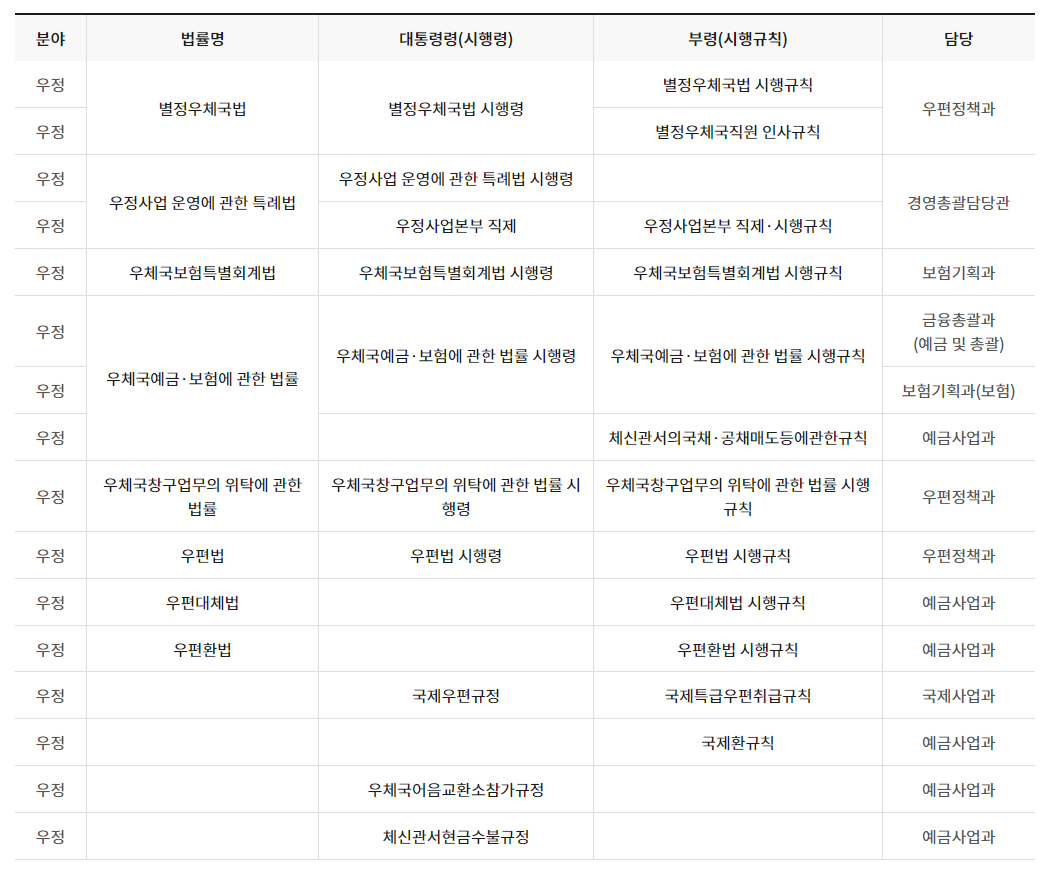 분야 법률명 대통령령(시행령) 부령(시행규칙) 담당
우정 별정우체국법 별정우체국법 시행령 별정우체국법 시행규칙 우편정책과
우정 별정우체국직원 인사규칙
우정 우정사업 운영에 관한 특례법 우정사업 운영에 관한 특례법 시행령 경영총괄담당관
우정 우정사업본부 직제 우정사업본부 직제·시행규칙
우정 우체국보험특별회계법 우체국보험특별회계법 시행령 우체국보험특별회계법 시행규칙 보험기획과
우정 우체국예금·보험에 관한 법률 우체국예금·보험에 관한 법률 시행령 우체국예금·보험에 관한 법률 시행규칙 금융총괄과
(예금 및 총괄)
우정 보험기획과(보험)
우정 체신관서의국채·공채매도등에관한규칙 예금사업과
우정 우체국창구업무의 위탁에 관한 우체국창구업무의 위탁에 관한 법률 시 우체국창구업무의 위탁에 관한 법률 시행 우편정책과
법률 행령 규칙
우정 우편법 우편법 시행령 우편법 시행규칙 우편정책과
우정 우편대체법 우편대체법 시행규칙 예금사업과
우정 우편환법 우편환법 시행규칙 예금사업과
우정 국제우편규정 국제특급우편취급규칙 국제사업과
우정 국제환규칙 예금사업과
우정 우체국어음교환소참가규정 예금사업과
우정 체신관서현금수불규정 예금사업과